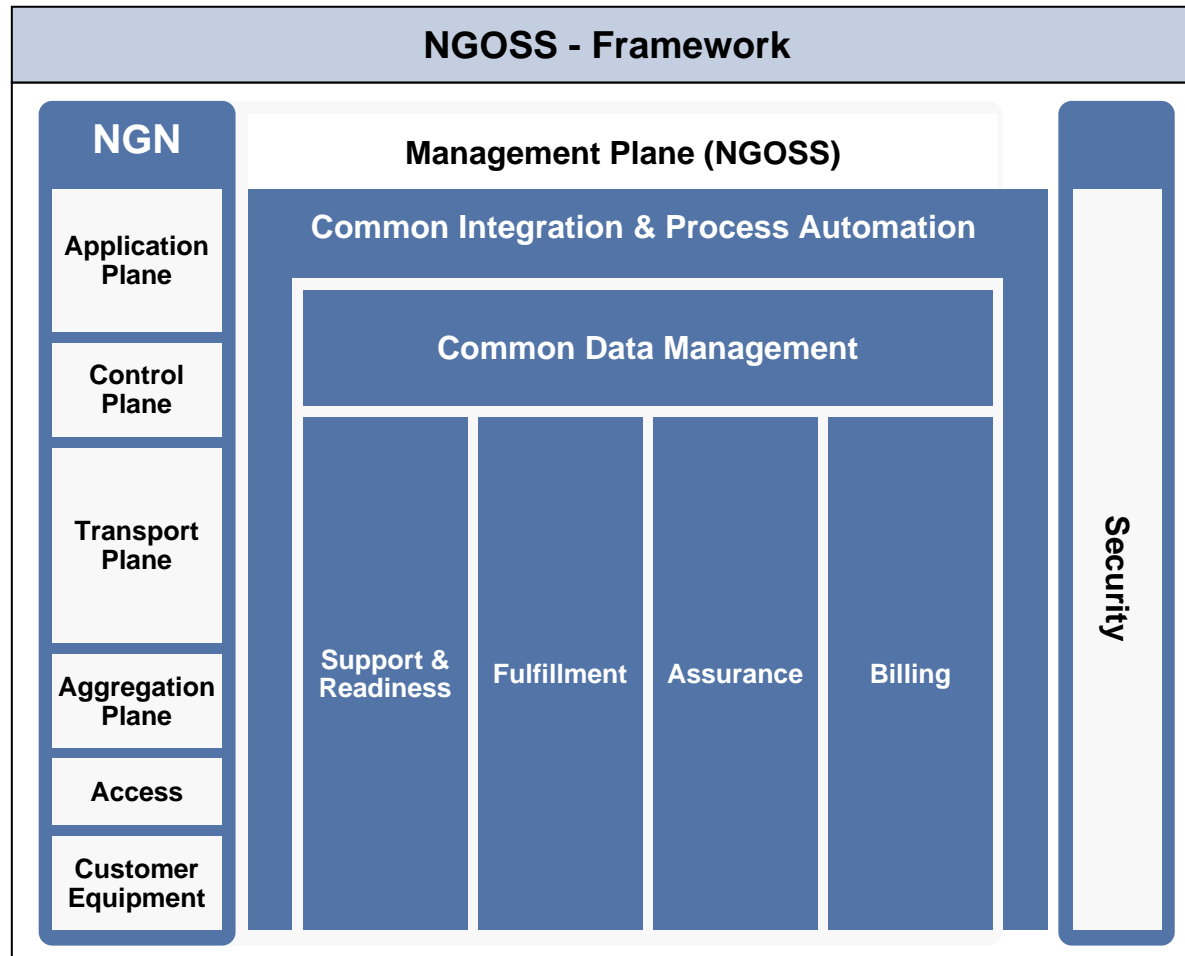 NGOSS - Framework
NGN
Application
Plane
Control
Plane
Transport
Plane
Aggregation
Plane
Access
Customer
Equipment
Management Plane (NGOSS)
Common Integration & Process Automation
Common Data Management
Support &
Readiness
Fulfillment
Assurance
Billing
Security